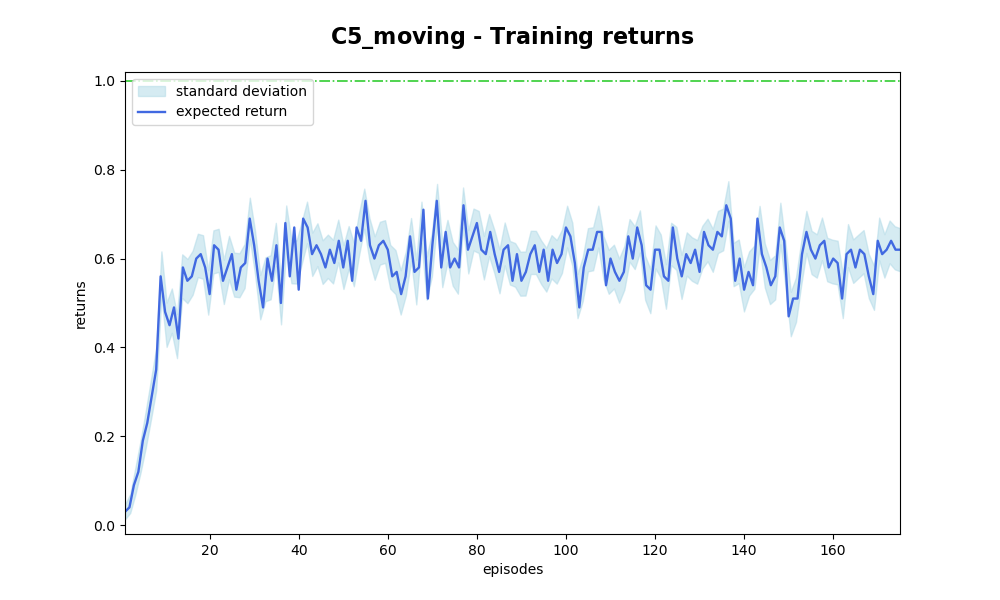 C5_moving - Training returns
1.0
standard deviation
expected return
0.8
0.6
0.4
0.2
0.0
returns
20 40 60 80 100 120 140 160
episodes